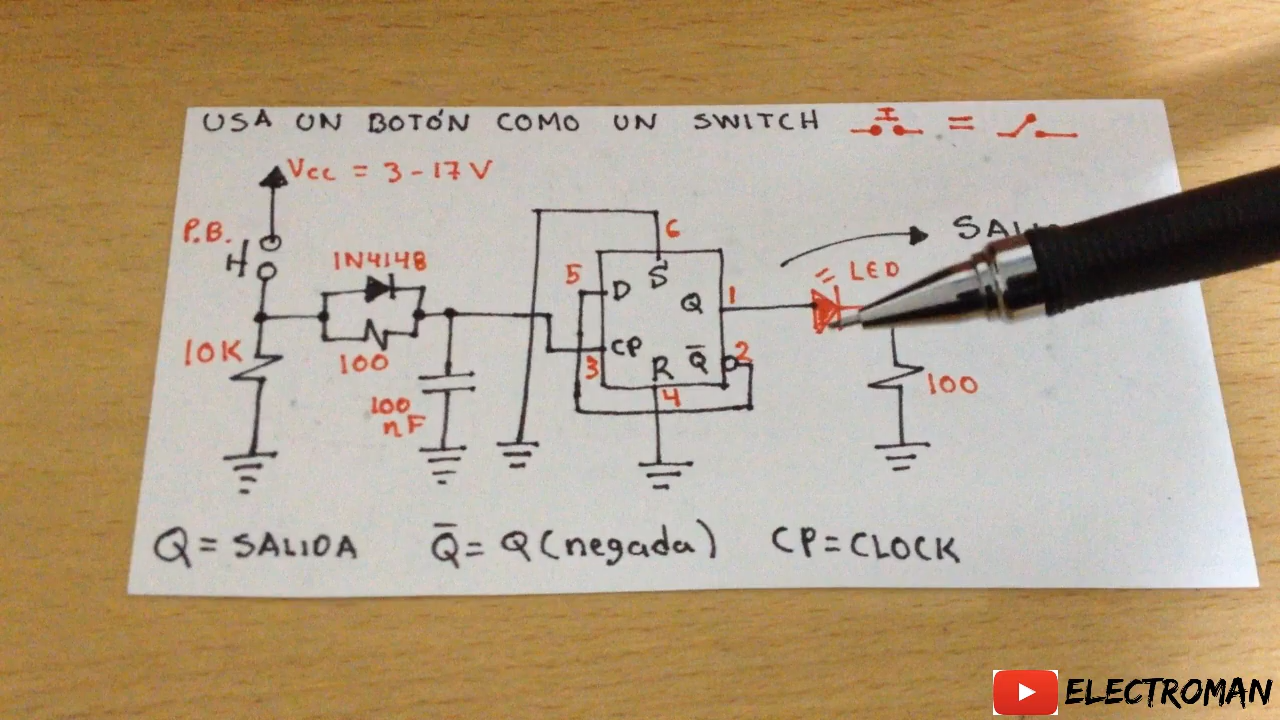 USA UN BOTÓN COMO UN SWITCH =
Vcc = 3-17V
P.B.
1N4148
10K
100
100
nF
5
6
D
S
Q
1
CP
3
R
Q̄
2
4
LED
100
Q = SALIDA Q̄ = Q (negada) CP = CLOCK
ELECTROMAN